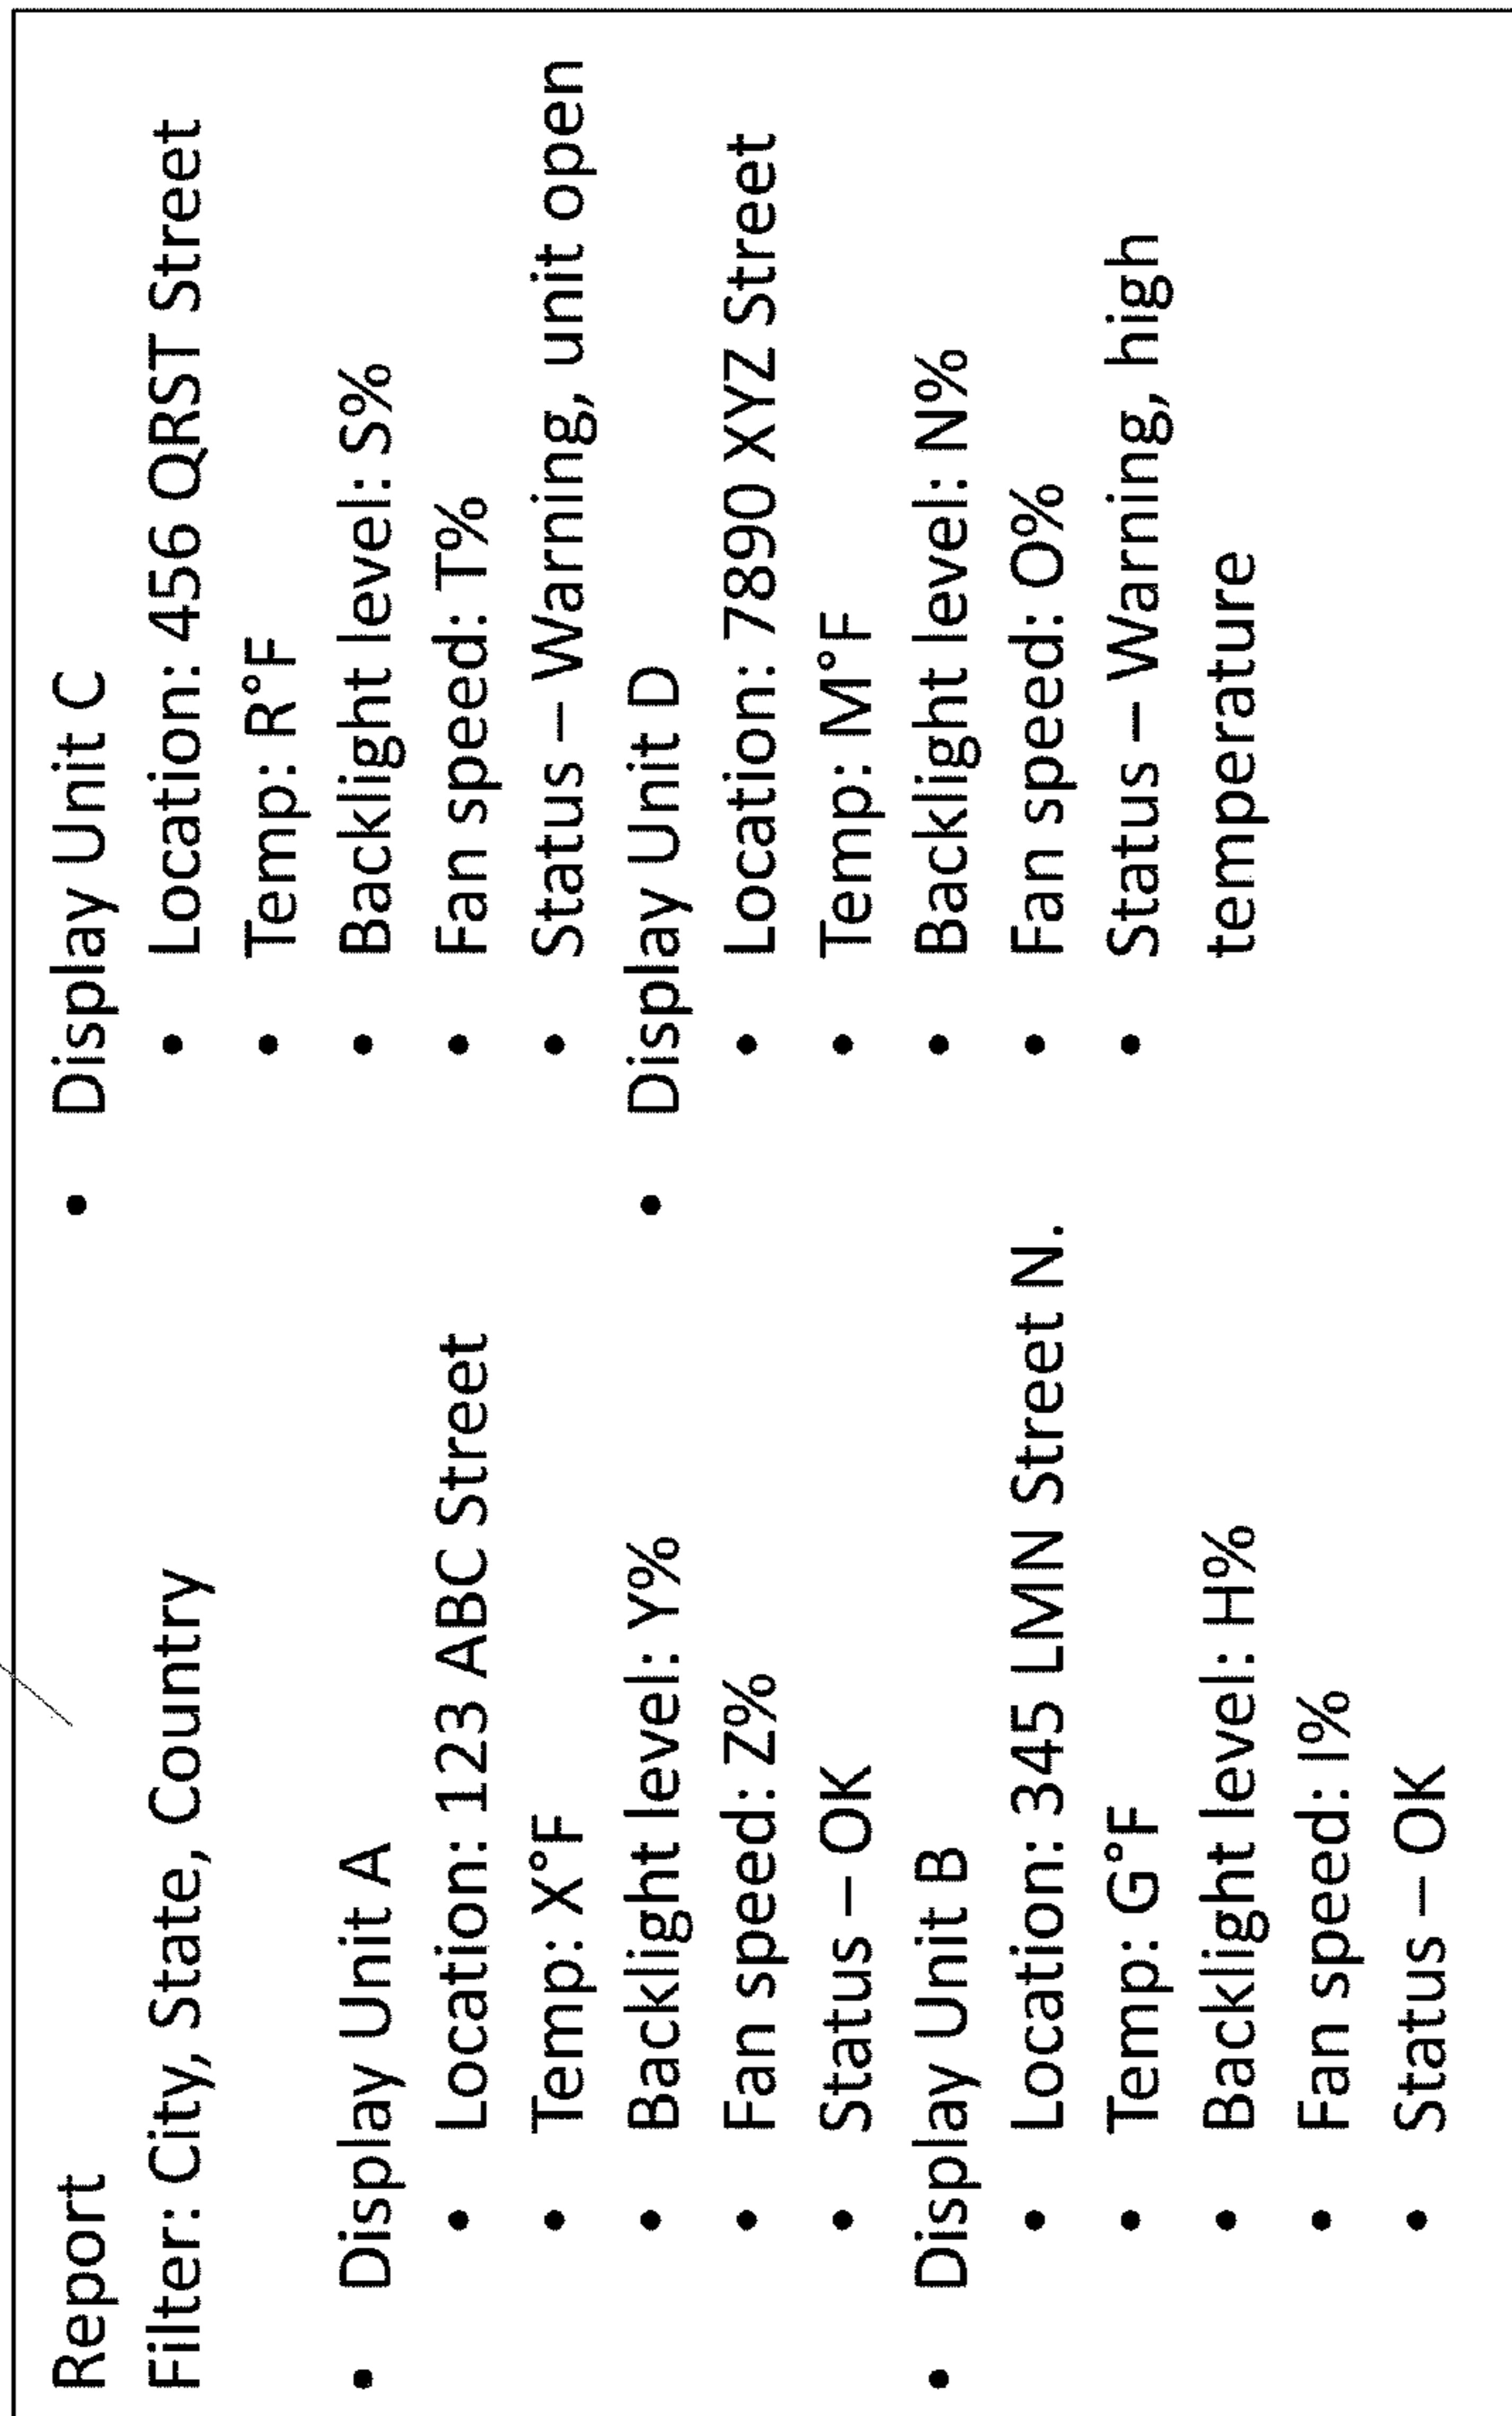 Report
Filter: City, State, Country
• Display Unit A
• Location: 123 ABC Street
• Temp: X°F
• Backlight level: Y%
• Fan speed: Z%
• Status – OK
• Display Unit B
• Location: 345 LMN Street N.
• Temp: G°F
• Backlight level: H%
• Fan speed: I%
• Status – OK
• Display Unit C
• Location: 456 QRST Street
• Temp: R°F
• Backlight level: S%
• Fan speed: T%
• Status – Warning, unit open
• Display Unit D
• Location: 7890 XYZ Street
• Temp: M°F
• Backlight level: N%
• Fan speed: O%
• Status – Warning, high
temperature